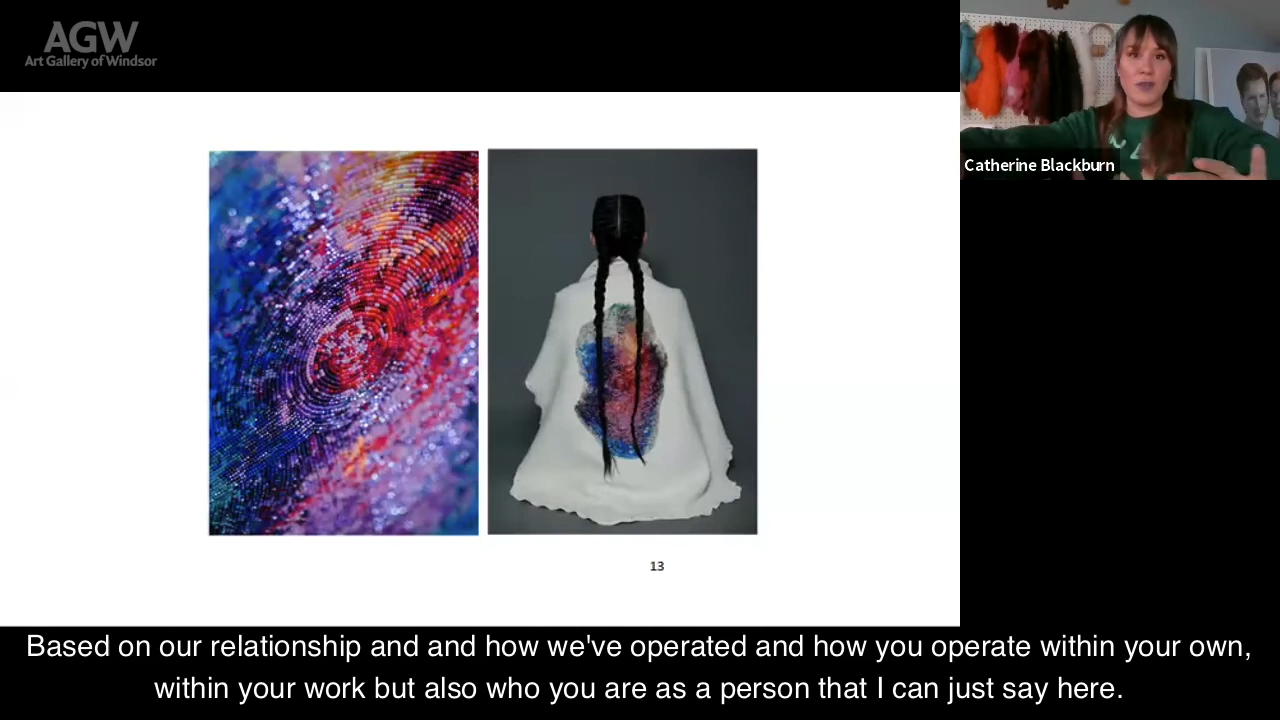 AGW
Art Gallery of Windsor
Catherine Blackburn
13
Based on our relationship and and how we've operated and how you operate within your own,
within your work but also who you are as a person that I can just say here.